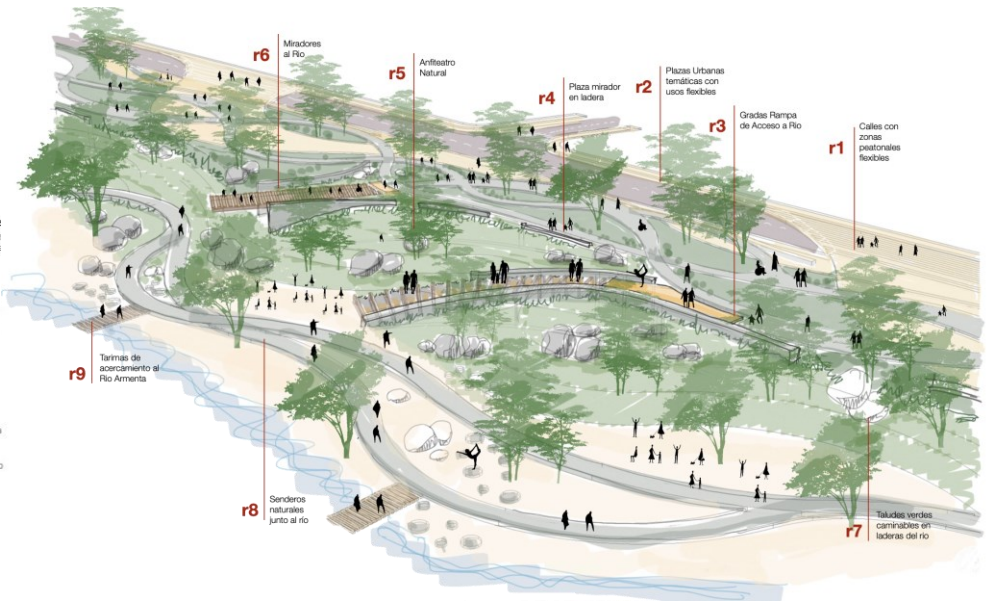 r6
Miradores
al Rio
r5
Anfiteatro
Natural
r4
Plaza mirador
en ladera
r2
Plazas Urbanas
temáticas con
usos flexibles
r3
Gradas Rampa
de Acceso a Rio
r1
Calles con
zonas
peatonales
flexibles
r9
Tarimas de
acercamiento al
Rio Armenta
r8
Senderos
naturales
junto al río
r7
Taludes verdes
caminables en
laderas del río